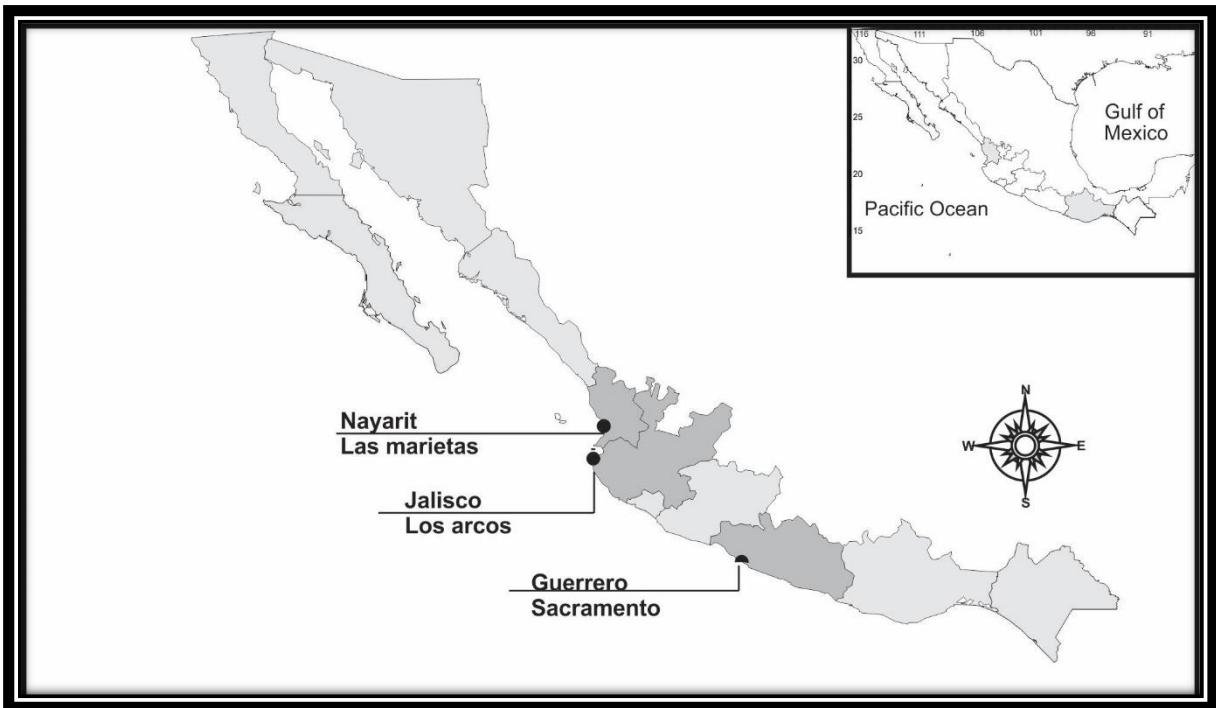 116 111 106 101 96 91
30
25
20
15
Gulf of
Mexico
Pacific Ocean
Nayarit
Las marietas
Jalisco
Los arcos
Guerrero
Sacramento
N
W E
S